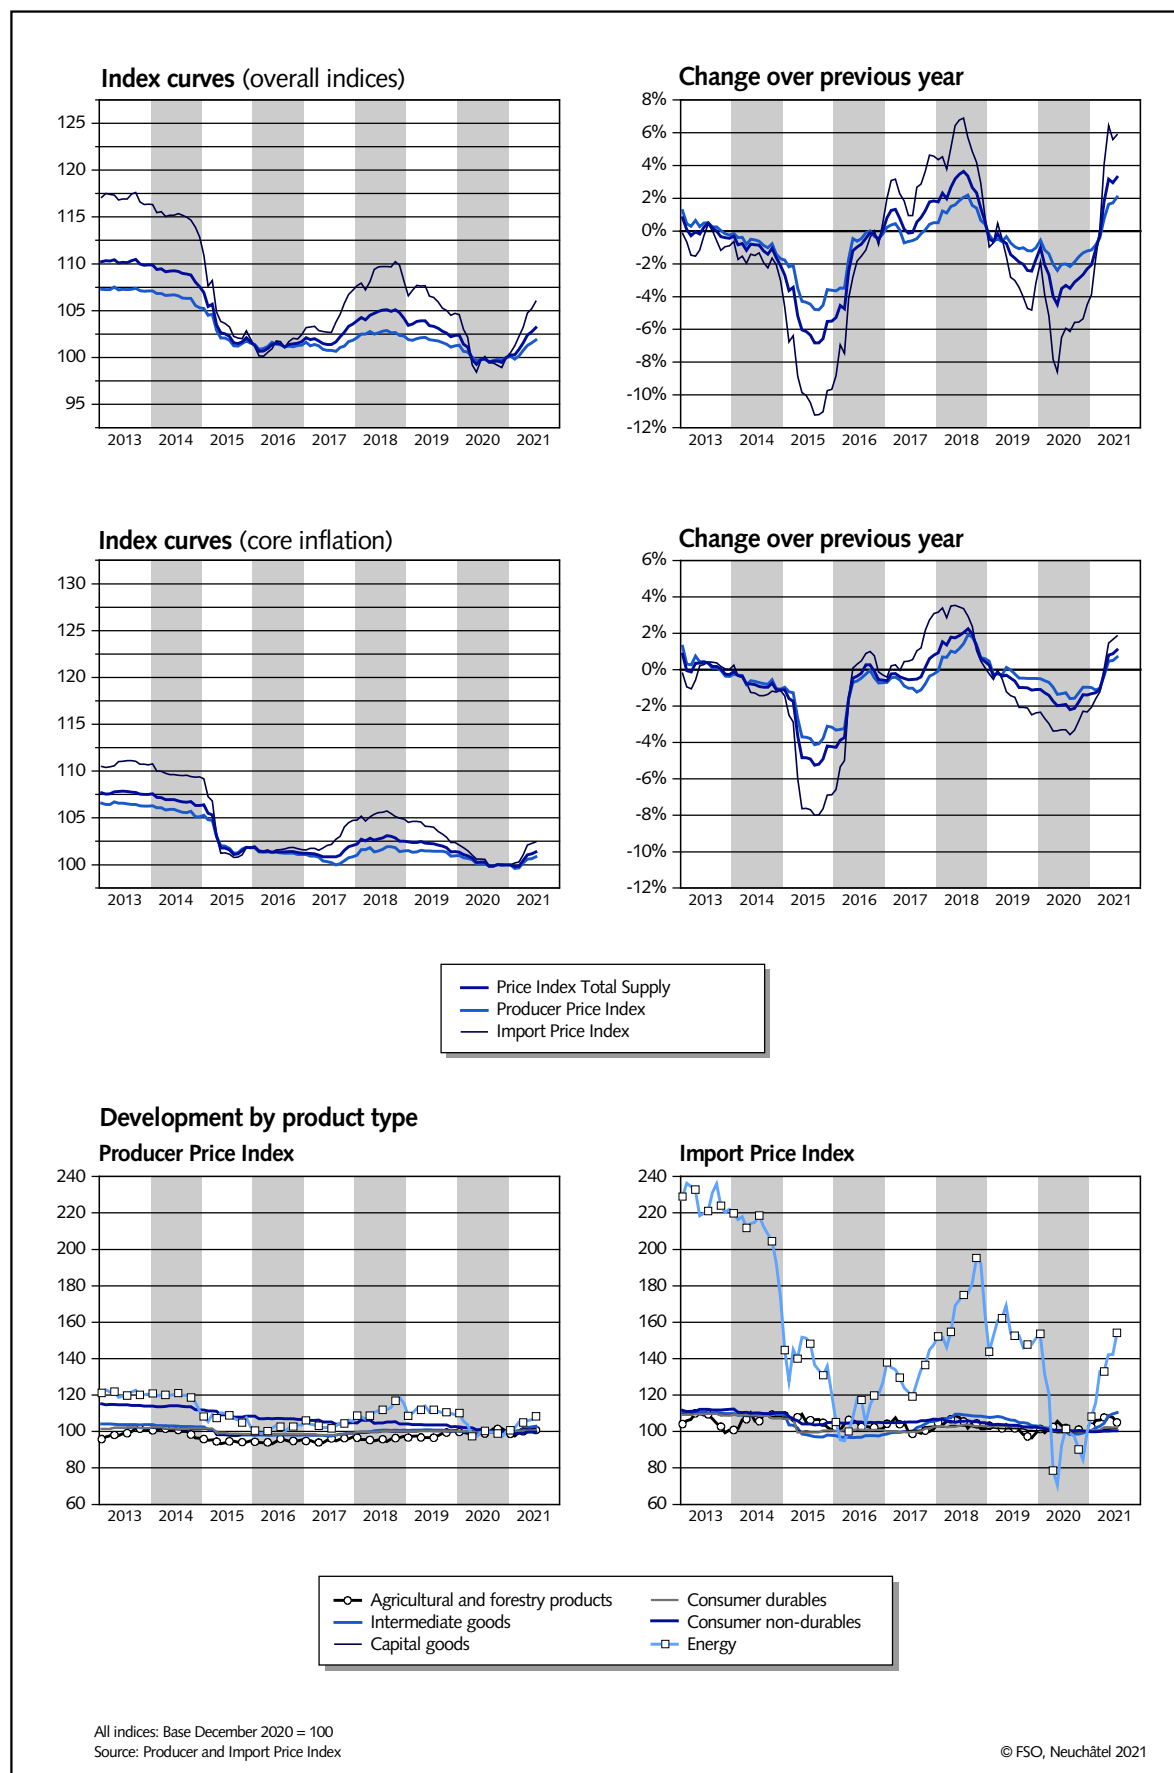 Index curves (overall indices)
125
120
115
110
105
100
95
2013 2014 2015 2016 2017 2018 2019 2020 2021
Change over previous year
8%
6%
4%
2%
0%
-2%
-4%
-6%
-8%
-10%
-12%
2013 2014 2015 2016 2017 2018 2019 2020 2021
Index curves (core inflation)
130
125
120
115
110
105
100
2013 2014 2015 2016 2017 2018 2019 2020 2021
Change over previous year
6%
4%
2%
0%
-2%
-4%
-6%
-8%
-10%
-12%
2013 2014 2015 2016 2017 2018 2019 2020 2021
Price Index Total Supply
Producer Price Index
Import Price Index
Development by product type
Producer Price Index
240
220
200
180
160
140
120
100
80
60
2013 2014 2015 2016 2017 2018 2019 2020 2021
Import Price Index
240
220
200
180
160
140
120
100
80
60
2013 2014 2015 2016 2017 2018 2019 2020 2021
Agricultural and forestry products
Intermediate goods
Capital goods
Consumer durables
Consumer non-durables
Energy
All indices: Base December 2020 = 100
Source: Producer and Import Price Index
© FSO, Neuchâtel 2021